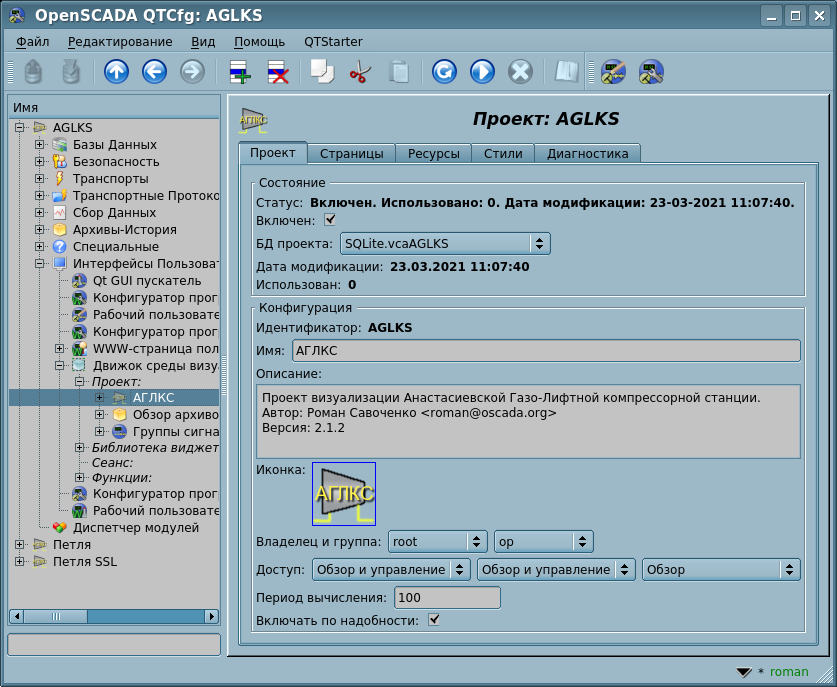 OpenSCADA QTCfg: AGLKS
Файл Редактирование Вид Помощь QTStarter
Имя
AGLKS
Базы Данных
Безопасность
Транспорты
Транспортные Протоко
Сбор Данных
Архивы-История
Специальные
Интерфейсы Пользоват
Qt GUI пускатель
Конфигуратор прог
Рабочий пользовате
Конфигуратор прог
WWW-страница пол
Движок среды визу
Проект:
АГЛКС
Обзор архиво
Группы сигна
Библиотека виджет
Сеанс:
Функции:
Конфигуратор прог
Рабочий пользовате
Диспетчер модулей
Петля
Петля SSL
АГЛКС
Проект: AGLKS
Проект Страницы Ресурсы Стили Диагностика
Состояние
Статус: Включен. Использовано: 0. Дата модификации: 23-03-2021 11:07:40.
Включен:
БД проекта: SQLite.vcaAGLKS
Дата модификации: 23.03.2021 11:07:40
Использован: 0
Конфигурация
Идентификатор: AGLKS
Имя: АГЛКС
Описание:
Проект визуализации Анастасиевской Газо-Лифтной компрессорной станции.
Автор: Роман Савоченко <roman@oscada.org>
Версия: 2.1.2
Иконка: АГЛКС
Владелец и группа: root op
Доступ: Обзор и управление Обзор и управление Обзор
Период вычисления: 100
Включать по надобности:
* roman